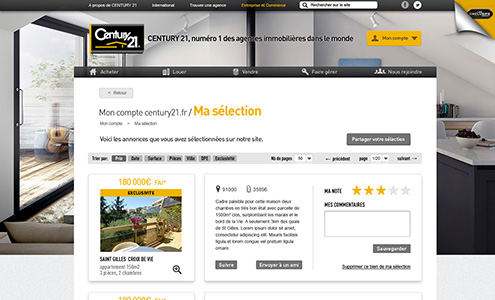 A propos de CENTURY 21 International Trouver une agence Entreprise et Commerce Rechercher sur le site
Century 21
CENTURY 21, numéro 1 des agences immobilières dans le monde
Mon compte
Acheter Louer Vendre Faire gérer Nous rejoindre
Retour
Mon compte century21.fr / Ma sélection
Mon compte > Ma sélection
Voici les annonces que vous avez sélectionnées sur notre site.
Partager votre sélection
Trier par: Prix Date Surface Pièces Ville DPE Exclusivité Nb de pages 50 précédent page 1/20 suivant
180 000€ FAI*
EXCLUSIVITE
SAINT GILLES CROIX DE VIE
appartement 158m2
3 pièces, 2 chambres
91000 35896
Cadre paisible pour cette maison deux
chambres en très bon état avec parcelle de
1500m² clos, surplombant les marais et le
bord de la Vie. A seulement 3km des quais
de St Gilles. Lorem ipsum dolor sit amet,
consectetur adipiscing elit. Mauris facilisis
ligula et lorem congue vel pretium ligula
ornare
Suivre Envoyer à un ami
MA NOTE
MES COMMENTAIRES
Sauvegarder
Supprimer ce bien de ma sélection
180 000€ FAI*